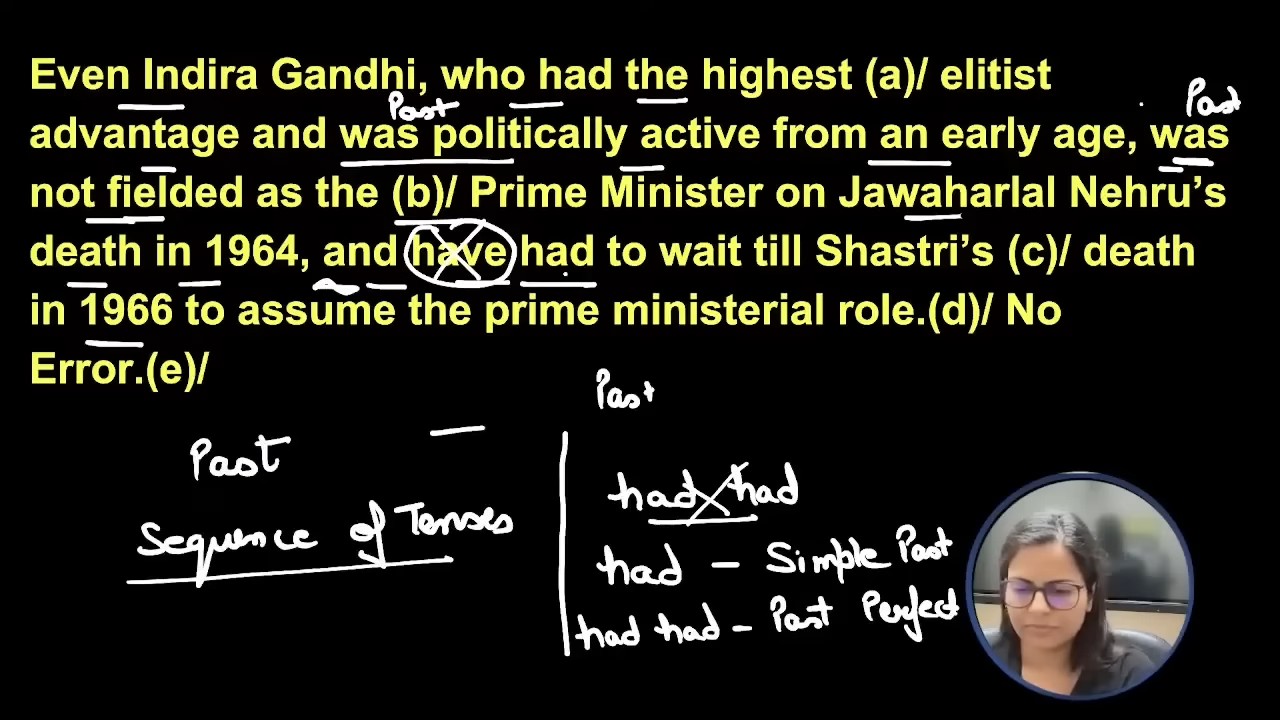 Even Indira Gandhi, who had the highest (a)/ elitist
Past
Past
advantage and was politically active from an early age, was
not fielded as the (b)/ Prime Minister on Jawaharlal Nehru's
death in 1964, and have had to wait till Shastri's (c)/ death
in 1966 to assume the prime ministerial role.(d)/ No
Error.(e)/
Past
Sequence of Tenses
Past
had had
had - Simple Past
had had - Past Perfect